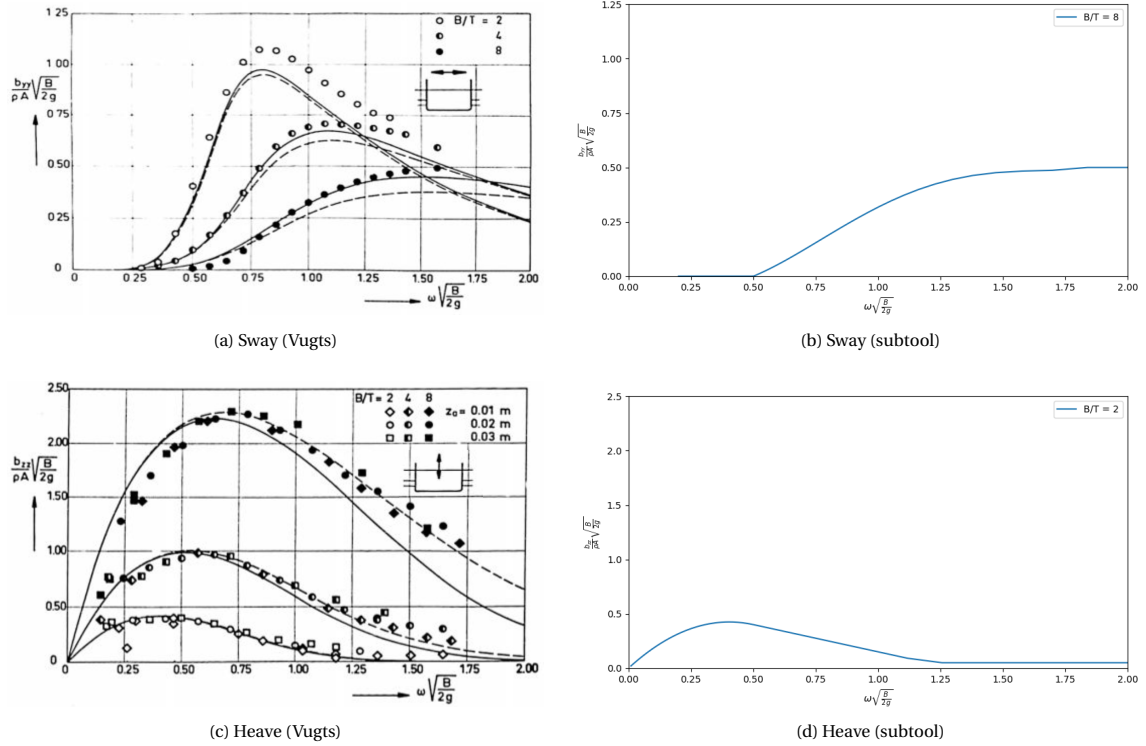 1.25
B/T = 2
4
8
b_yy/ρA √B/2g
1.00
0.75
0.50
0.25
0
0.25
0.50
0.75
1.00
1.25
1.50
1.75
2.00
ω√B/2g
(a) Sway (Vugts)
1.25
B/T = 8
1.00
0.75
b_yy/ρA √B/2g
0.50
0.25
0.00
0.00 0.25 0.50 0.75 1.00 1.25 1.50 1.75 2.00
ω√B/2g
(b) Sway (subtool)
2.50
B/T = 2 4 8
z_a = 0.01 m
0.02 m
0.03 m
2.00
b_zz/ρA √B/2g
1.50
1.00
0.50
0
0 0.25 0.50 0.75 1.00 1.25 1.50 1.75 2.00
ω√B/2g
(c) Heave (Vugts)
2.5
B/T = 2
2.0
1.5
b_zz/ρA √B/2g
1.0
0.5
0.0
0.00 0.25 0.50 0.75 1.00 1.25 1.50 1.75 2.00
ω√B/2g
(d) Heave (subtool)